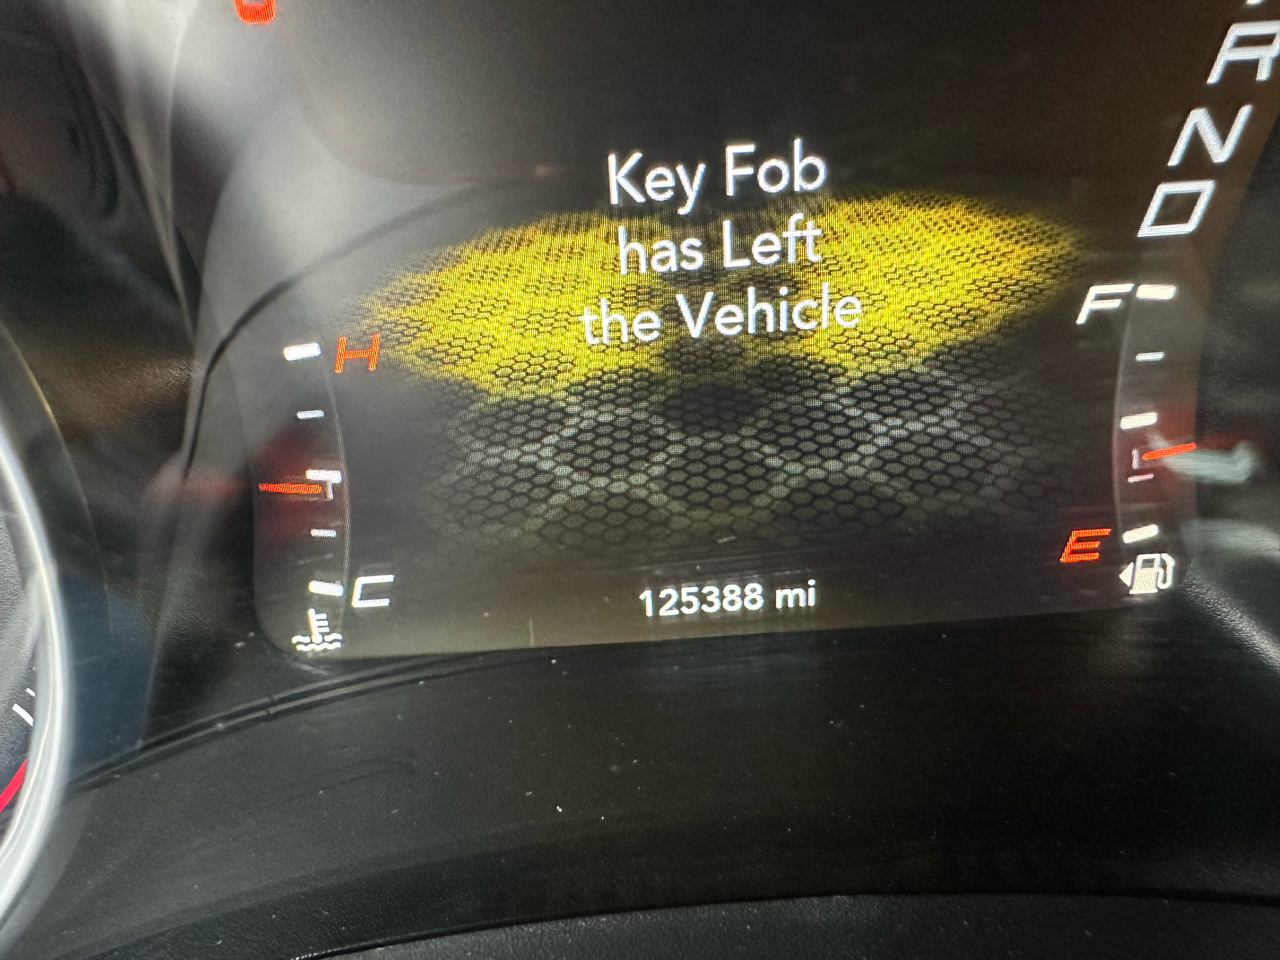 R
N
D
Key Fob
has Left
the Vehicle
F
H
E
C
125388 mi